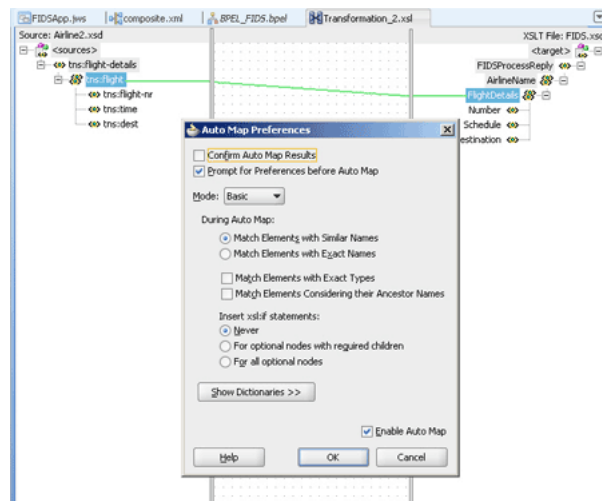 FIDSApp.jws
composite.xml
BPEL_FIDS.bpel
Transformation_2.xsl
Source: Airline2.xsd
XSLT File: FIDS.xsd
<sources>
<target>
tns:flight-details
FIDSProcessReply
tns:flight
AirlineName
FlightDetails
tns:flight-nr
Number
tns:time
Schedule
tns:dest
estination
Auto Map Preferences
Confirm Auto Map Results
Prompt for Preferences before Auto Map
Mode: Basic
During Auto Map:
Match Elements with Similar Names
Match Elements with Exact Names
Match Elements with Exact Types
Match Elements Considering their Ancestor Names
Insert xsl:if statements:
Never
For optional nodes with required children
For all optional nodes
Show Dictionaries >>
Enable Auto Map
Help
OK
Cancel